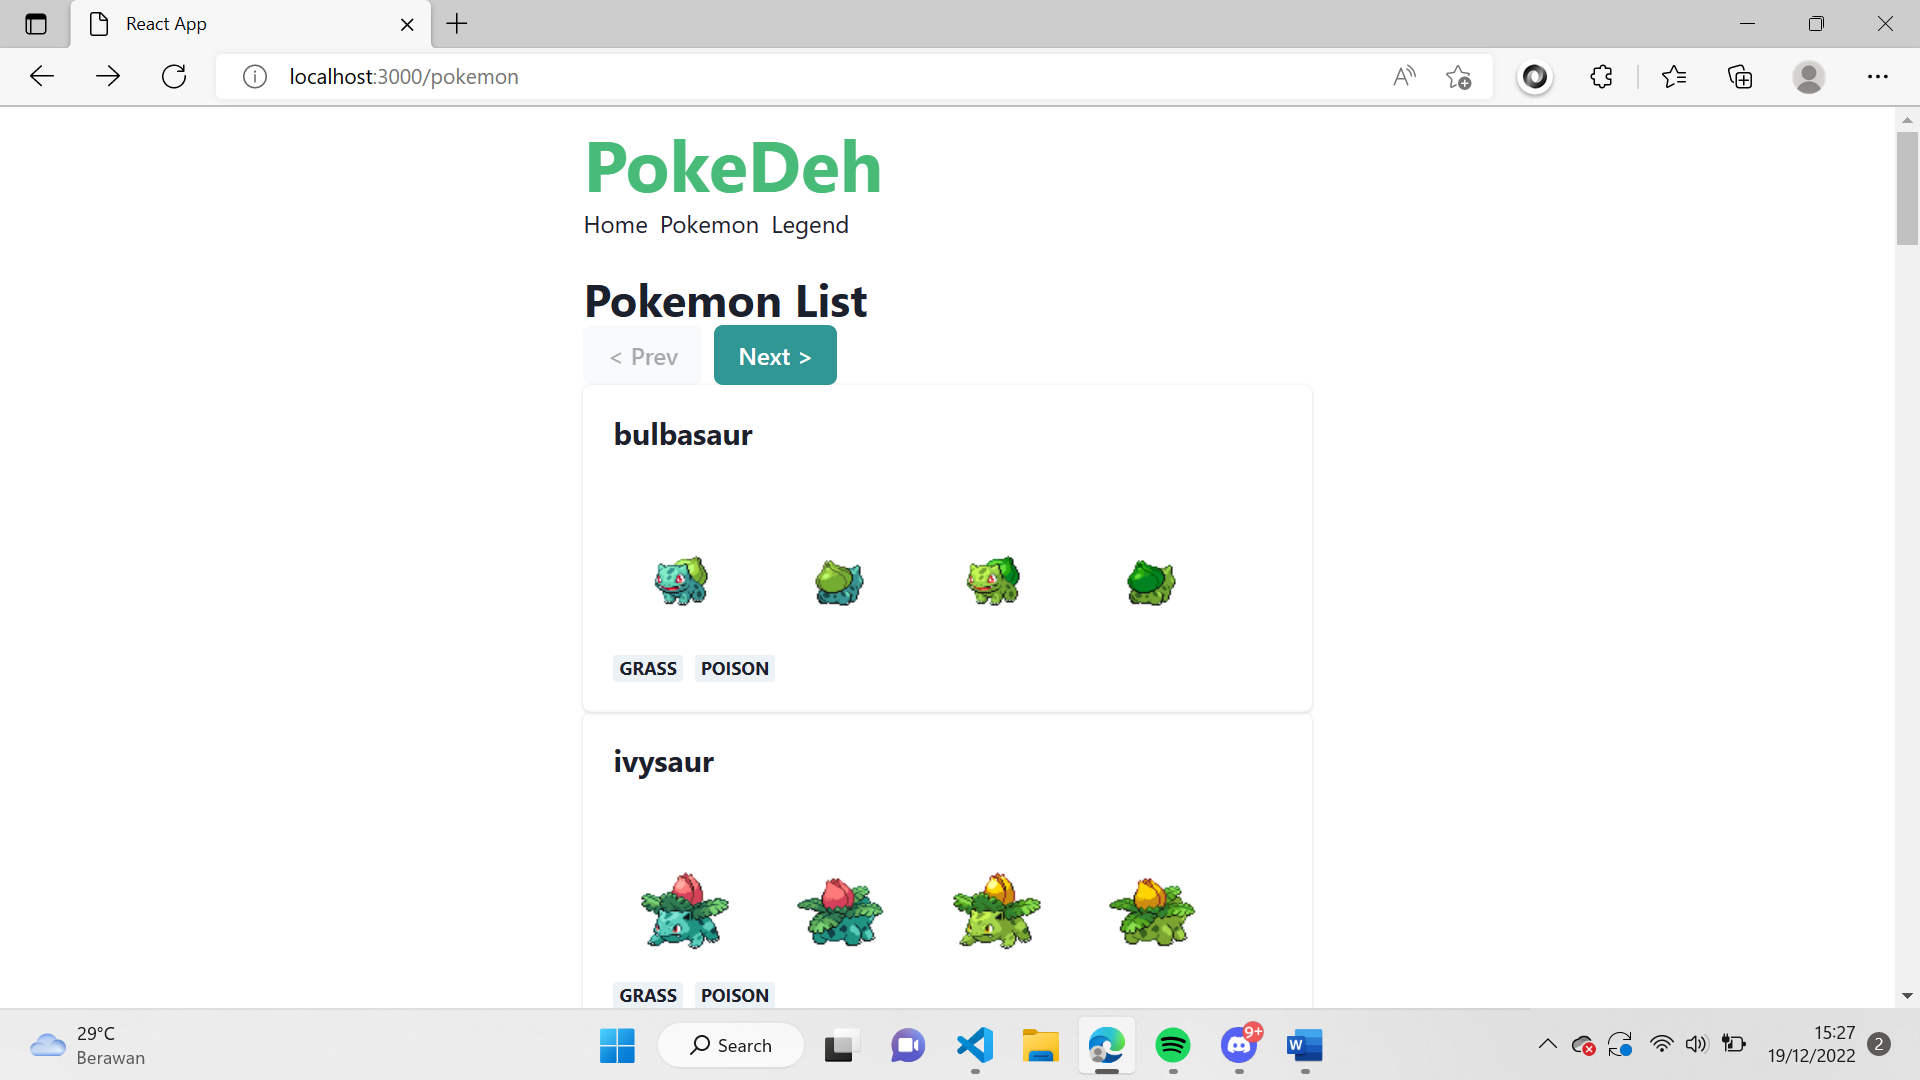 React App
localhost:3000/pokemon
PokeDeh
Home Pokemon Legend
Pokemon List
< Prev Next >
bulbasaur
GRASS POISON
ivysaur
GRASS POISON
29°C
Berawan
Search
9+
W
15:27
19/12/2022
2